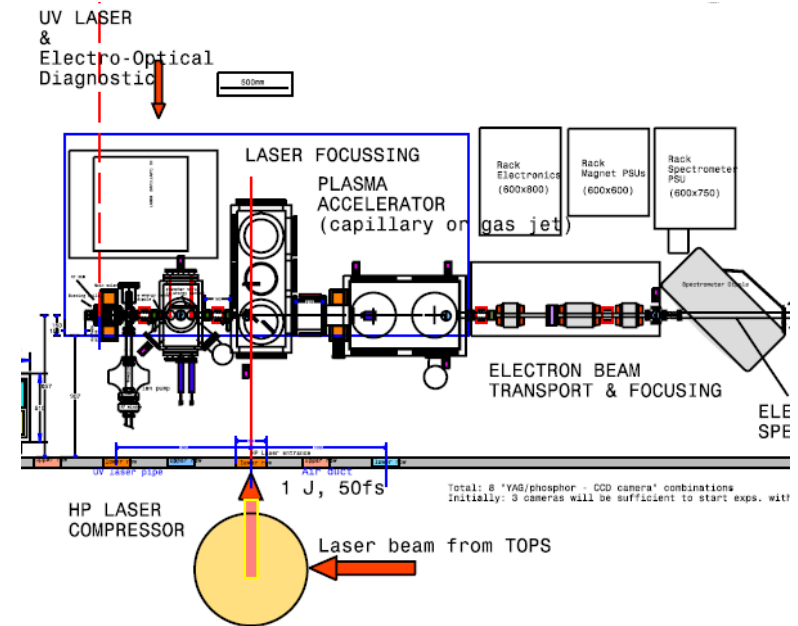 UV LASER
&
Electro-Optical
Diagnostic
500mm
LASER FOCUSSING
PLASMA
ACCELERATOR
(capillary or gas jet)
Rack
Electronics
(600x800)
Rack
Magnet PSUs
(600x600)
Rack
Spectrometer
PSU
(600x750)
Spectrometer Dipole
Ion pump
ELECTRON BEAM
TRANSPORT & FOCUSING
ELE
SPE
HP Laser entrance
UV laser pipe
Air duct
1 J, 50fs
Total: 8 "YAG/phosphor - CCD camera" combinations
Initially: 3 cameras will be sufficient to start exps. with
HP LASER
COMPRESSOR
Laser beam from TOPS